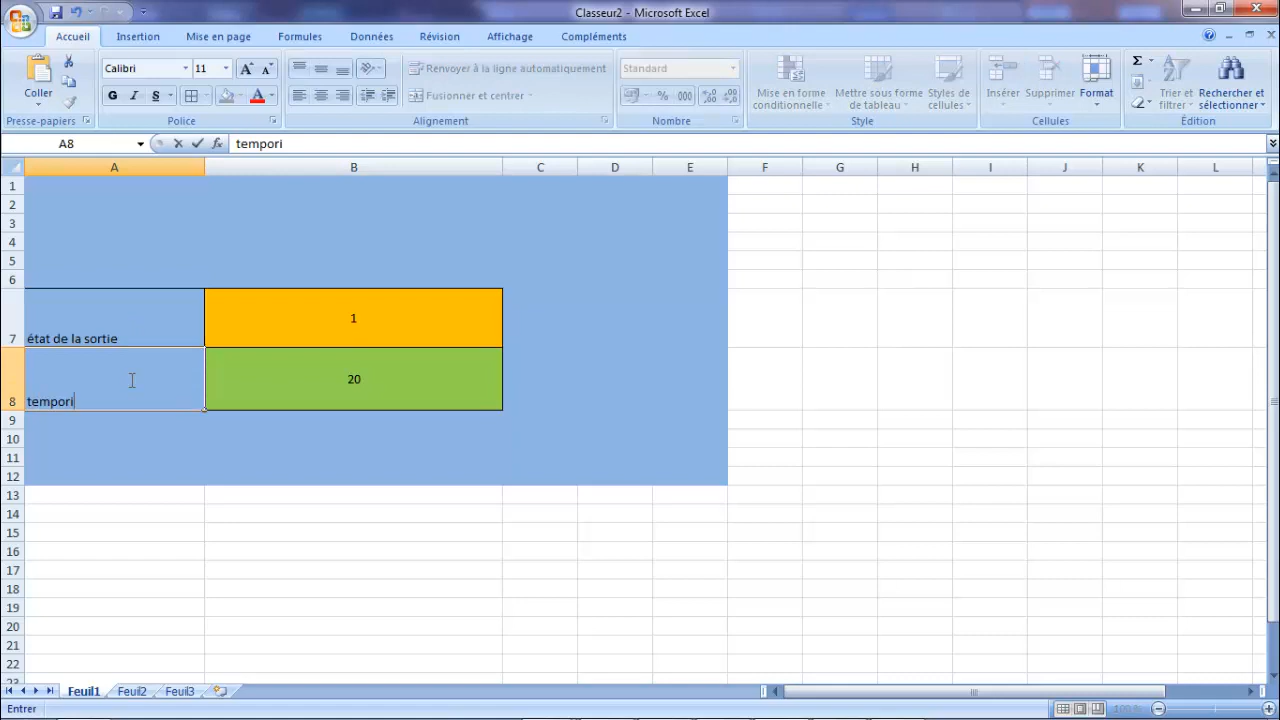 Classeur2 - Microsoft Excel
Accueil Insertion Mise en page Formules Données Révision Affichage Compléments
Coller
Presse-papiers
Calibri 11
G I S
Police
Renvoyer à la ligne automatiquement
Fusionner et centrer
Alignement
Standard
% 000
Nombre
Mise en forme conditionnelle
Mettre sous forme de tableau
Styles de cellules
Style
Insérer Supprimer Format
Cellules
Trier et filtrer
Rechercher et sélectionner
Édition
A8 fx tempori
A B C D E F G H I J K L
1
2
3
4
5
6
7 état de la sortie 1
8 tempori 20
9
10
11
12
13
14
15
16
17
18
19
20
21
22
23
Feuil1 Feuil2 Feuil3
Entrer 100 %